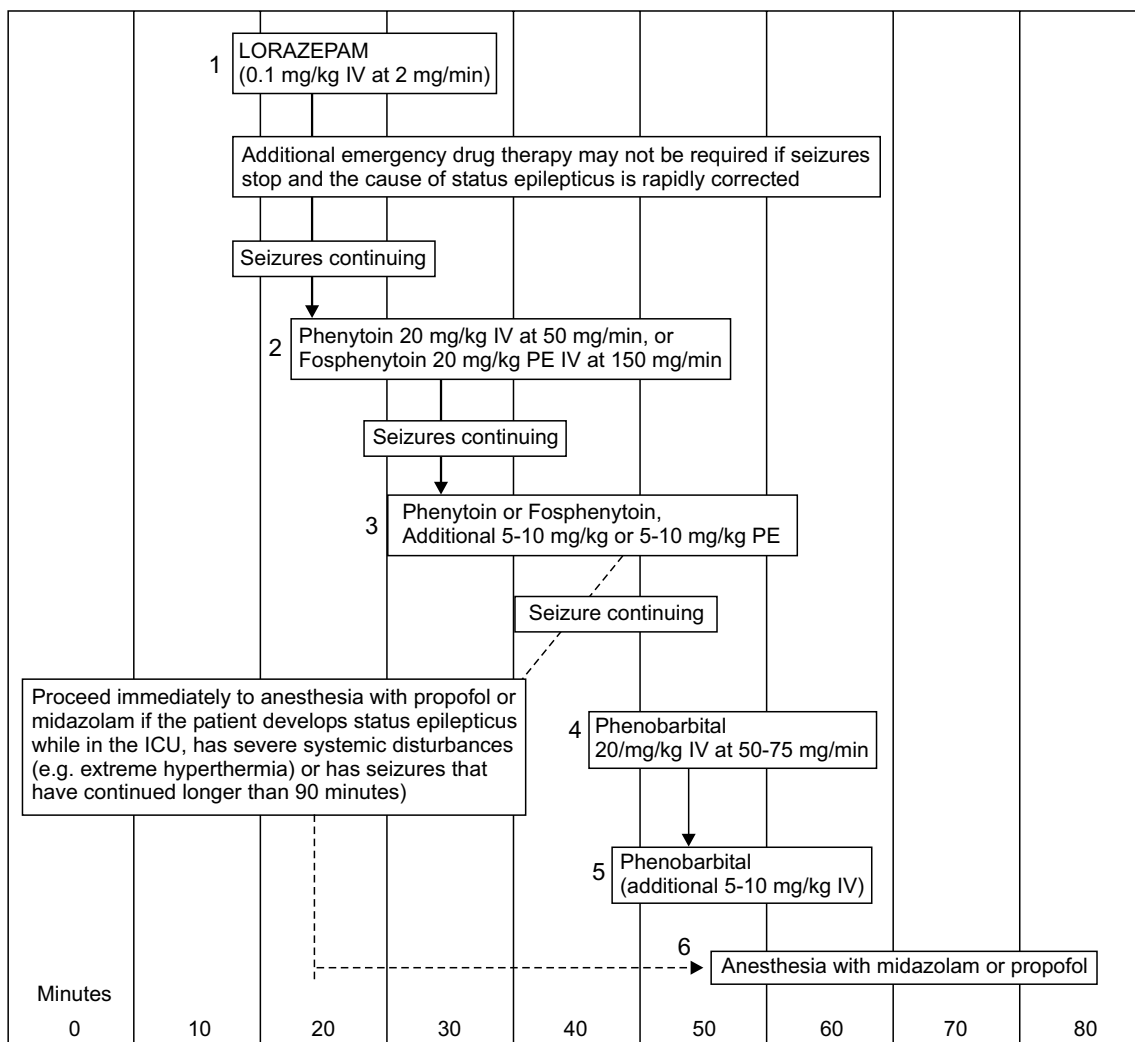 1
LORAZEPAM
(0.1 mg/kg IV at 2 mg/min)
Additional emergency drug therapy may not be required if seizures
stop and the cause of status epilepticus is rapidly corrected
Seizures continuing
2
Phenytoin 20 mg/kg IV at 50 mg/min, or
Fosphenytoin 20 mg/kg PE IV at 150 mg/min
Seizures continuing
3
Phenytoin or Fosphenytoin,
Additional 5-10 mg/kg or 5-10 mg/kg PE
Seizure continuing
Proceed immediately to anesthesia with propofol or
midazolam if the patient develops status epilepticus
while in the ICU, has severe systemic disturbances
(e.g. extreme hyperthermia) or has seizures that
have continued longer than 90 minutes)
4
Phenobarbital
20/mg/kg IV at 50-75 mg/min
5
Phenobarbital
(additional 5-10 mg/kg IV)
6
Anesthesia with midazolam or propofol
Minutes
0 10 20 30 40 50 60 70 80